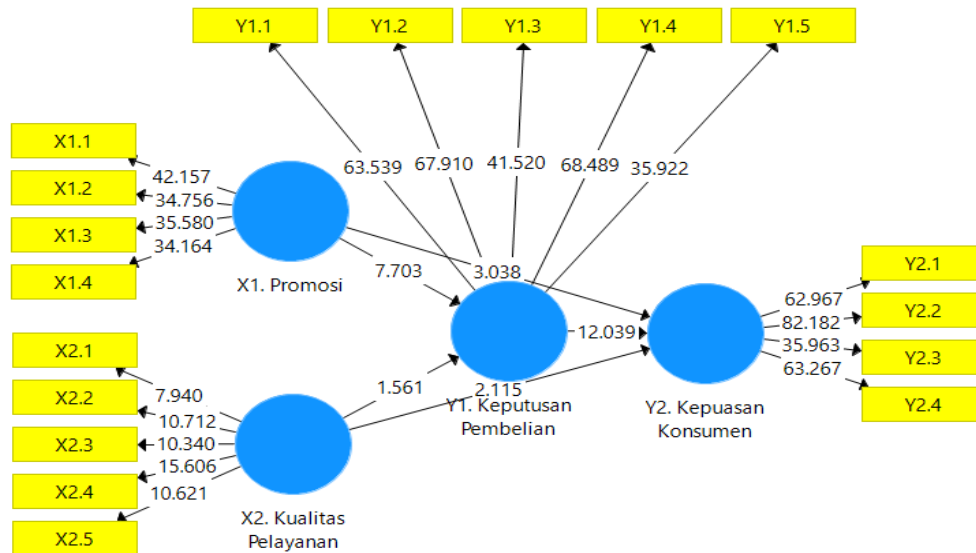 Y1.1 Y1.2 Y1.3 Y1.4 Y1.5
X1.1
X1.2
X1.3
X1.4
42.157
34.756
35.580
34.164
63.539 67.910 41.520 68.489 35.922
X1. Promosi
7.703
3.038
12.039
Y2.1
Y2.2
Y2.3
Y2.4
62.967
82.182
35.963
63.267
X2.1
X2.2
X2.3
X2.4
X2.5
7.940
10.712
10.340
15.606
10.621
1.561
2.115
Y1. Keputusan
Pembelian
Y2. Kepuasan
Konsumen
X2. Kualitas
Pelayanan